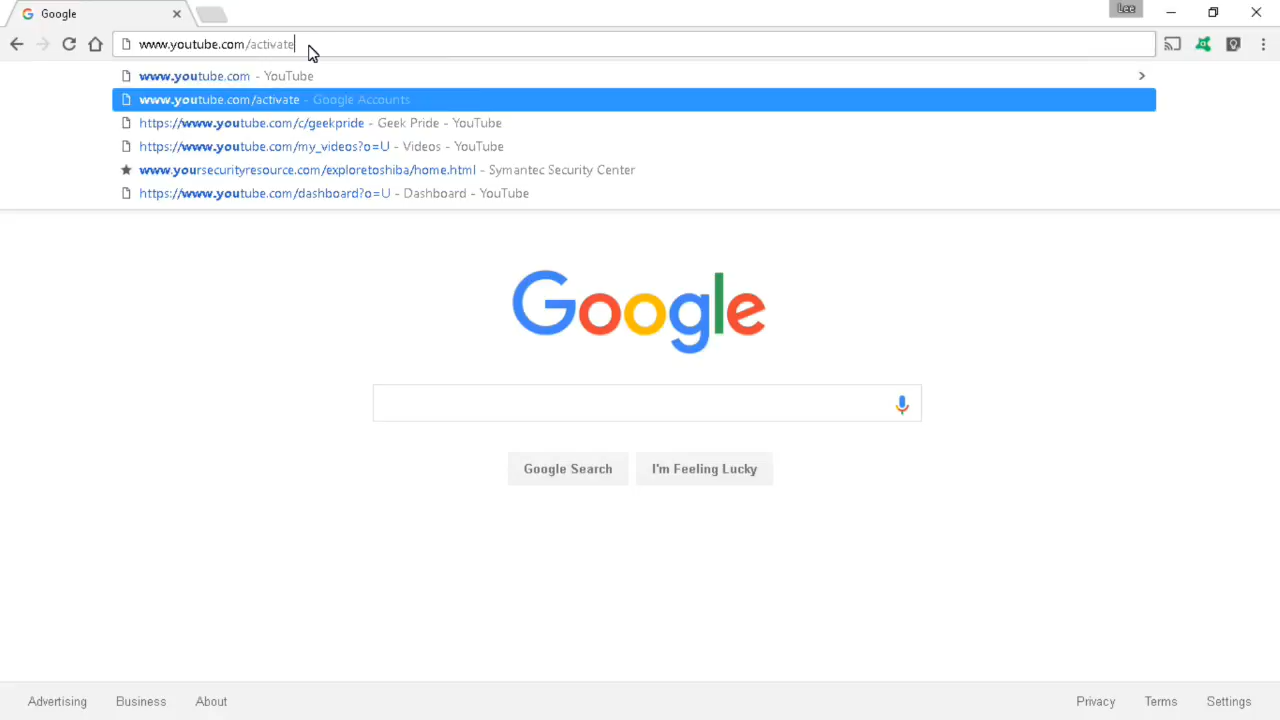 Google
Lee
www.youtube.com/activate
www.youtube.com - YouTube
www.youtube.com/activate - Google Accounts
https://www.youtube.com/c/geekpride - Geek Pride - YouTube
https://www.youtube.com/my_videos?o=U - Videos - YouTube
www.yoursecurityresource.com/exploretoshiba/home.html - Symantec Security Center
https://www.youtube.com/dashboard?o=U - Dashboard - YouTube
Google
Google Search I'm Feeling Lucky
Advertising Business About Privacy Terms Settings